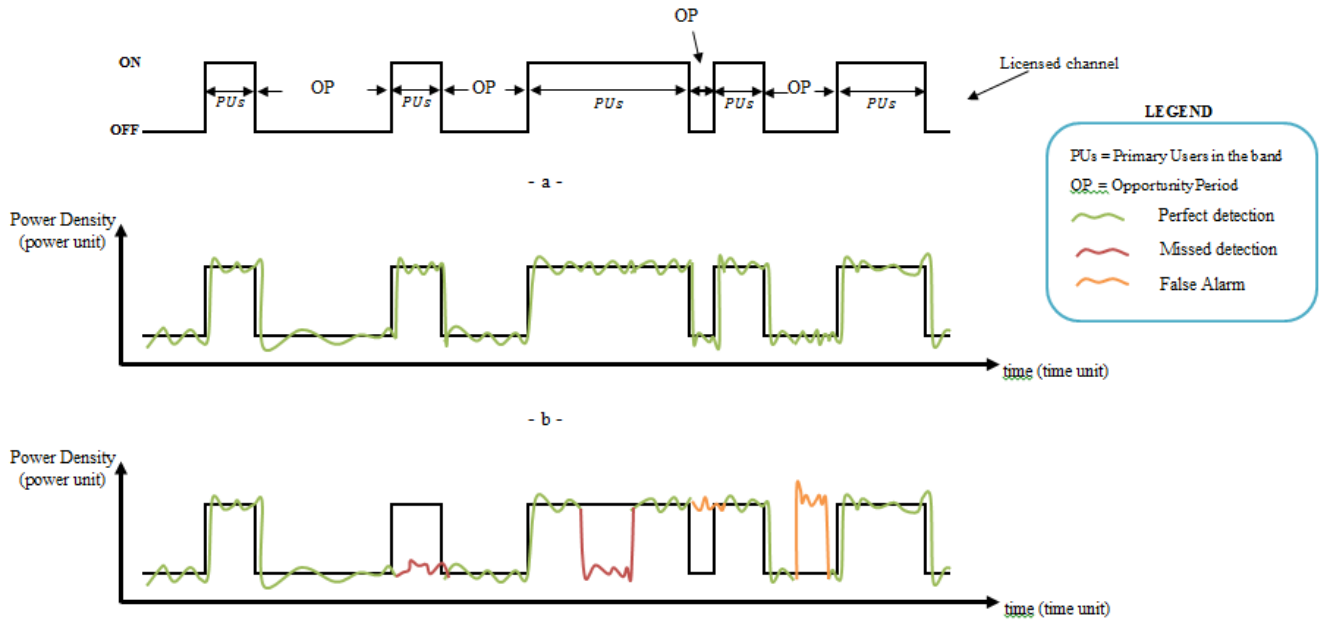 OP
ON
OP
OP
OP
PUs
PUs
PUs
PUs
PUs
OFF
Licensed channel
LEGEND
PUs = Primary Users in the band
OP = Opportunity Period
Perfect detection
Missed detection
False Alarm
- a -
Power Density
(power unit)
time (time unit)
- b -
Power Density
(power unit)
time (time unit)